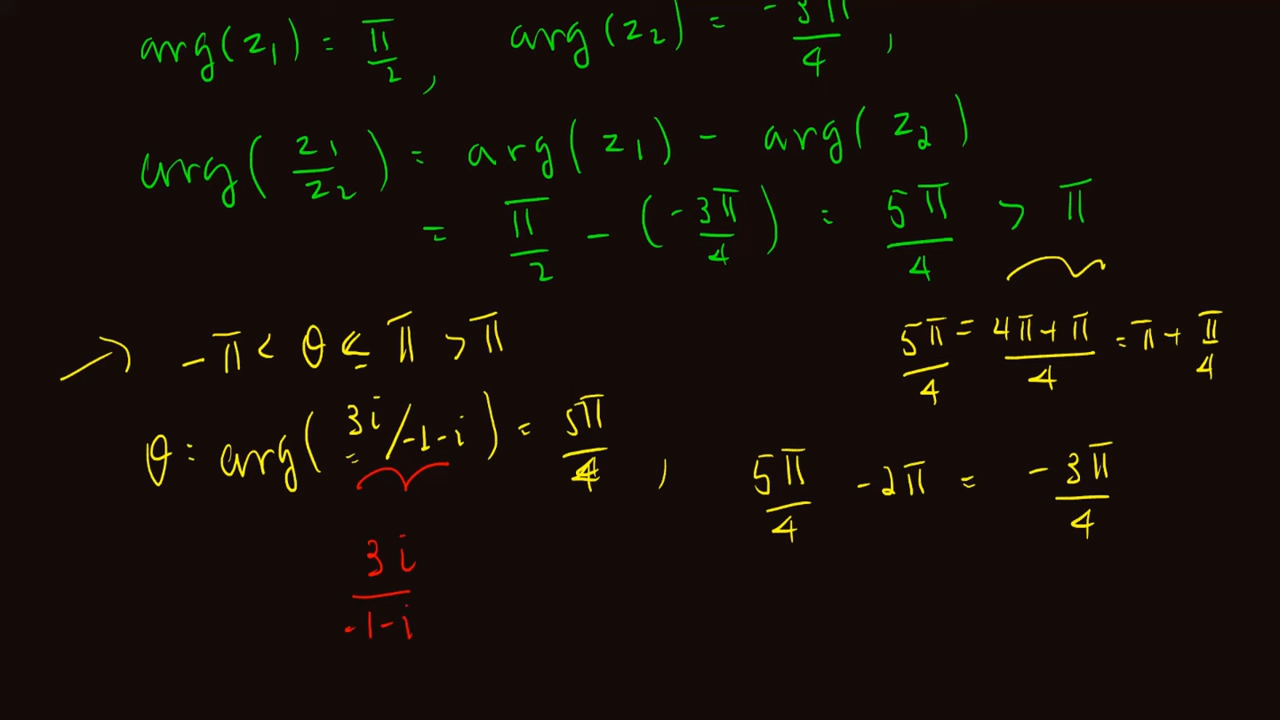 arg(z₁) = π/2 , arg(z₂) = -3π/4 ,
arg(z₁/z₂) = arg(z₁) - arg(z₂)
= π/2 - (-3π/4) = 5π/4 > π
-π < θ ≤ π > π
5π/4 = (4π+π)/4 = π + π/4
θ: arg(3i/-1-i) = 5π/4 , 5π/4 - 2π = -3π/4
3i/-1-i